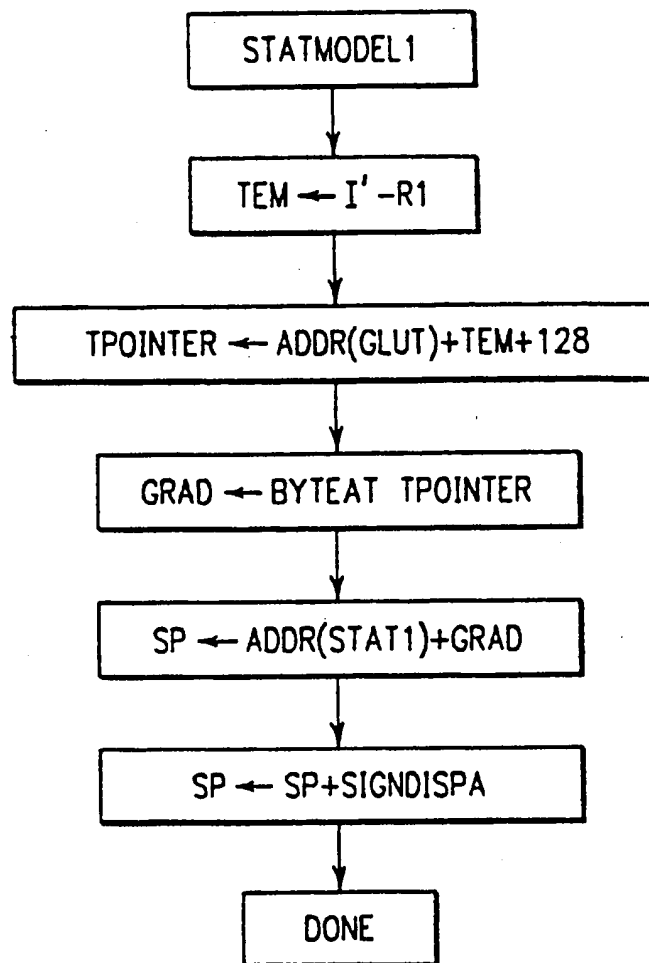 STATMODEL1
TEM ← I' -R1
TPOINTER ← ADDR(GLUT)+TEM+128
GRAD ← BYTEAT TPOINTER
SP ← ADDR(STAT1)+GRAD
SP ← SP+SIGNDISPA
DONE